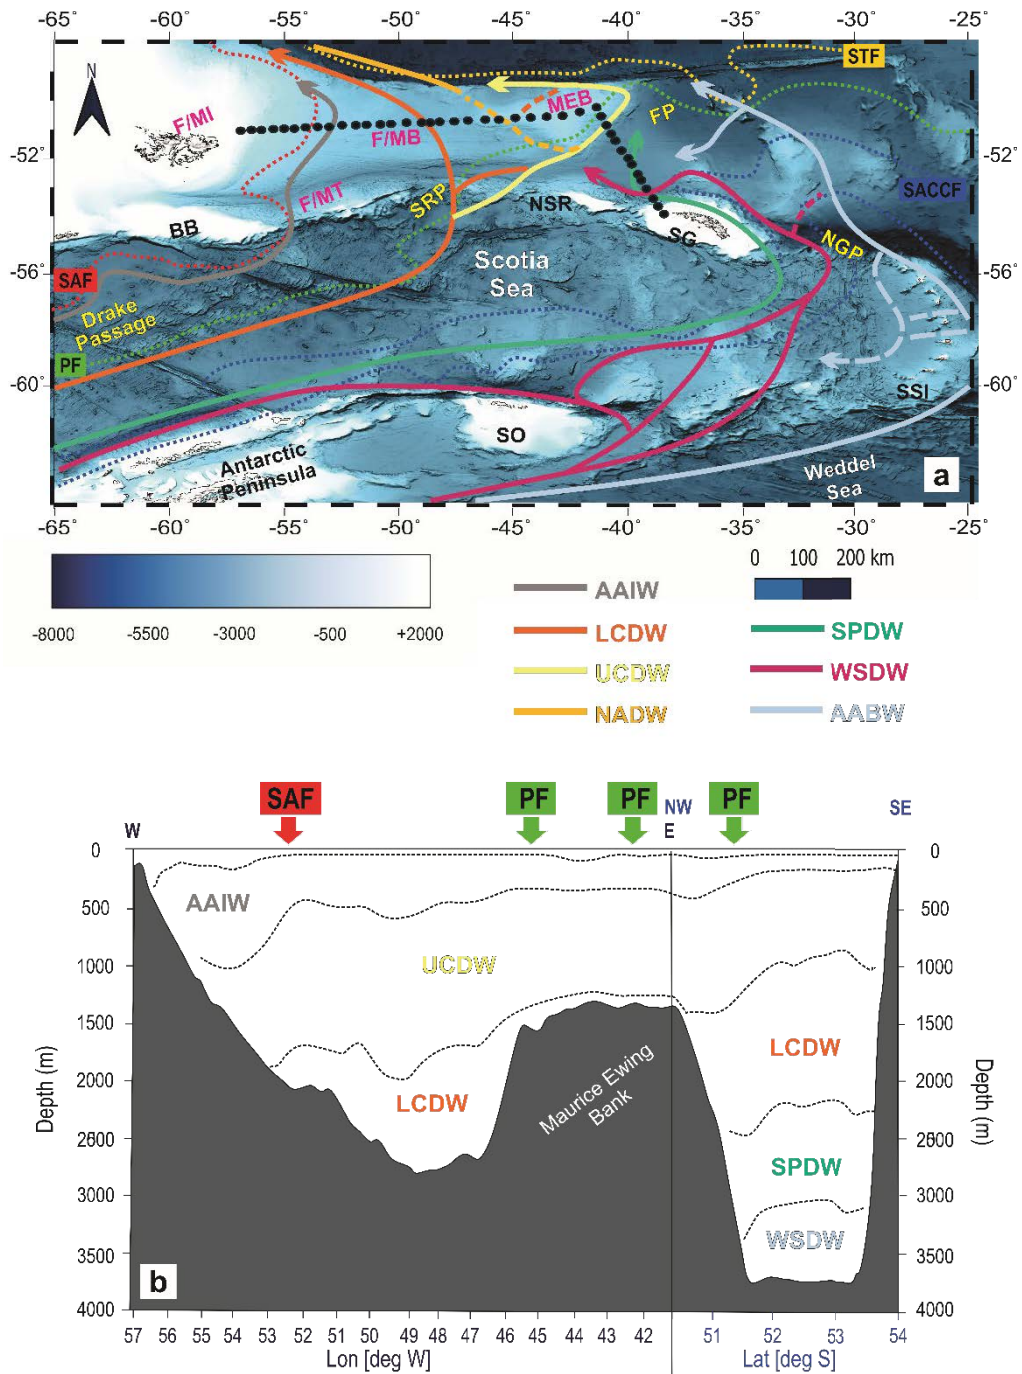 -65° -60° -55° -50° -45° -40° -35° -30° -25°
N
STF
F/MI
MEB
FP
F/MB
-52 -52
SACCF
F/MT
SRP
NSR
BB
SG
NGP
-56 -56
SAF
Scotia
Sea
Drake
Passage
PF
-60 -60
SSI
SO
Antarctic
Peninsula
Weddel
Sea
a
-65° -60° -55° -50° -45° -40° -35° -30° -25°
0 100 200 km
-8000 -5500 -3000 -500 +2000
AAIW
LCDW
UCDW
NADW
SPDW
WSDW
AABW
SAF PF PF PF
W NW SE
E
0 0
AAIW
500 500
UCDW
1000 1000
1500 1500
LCDW
2000 2000
LCDW
Maurice Ewing
Bank
2500 2500
SPDW
3000 3000
WSDW
3500 3500
4000 4000
Depth (m)
Depth (m)
b
57 56 55 54 53 52 51 50 49 48 47 46 45 44 43 42 51 52 53 54
Lon [deg W] Lat [deg S]